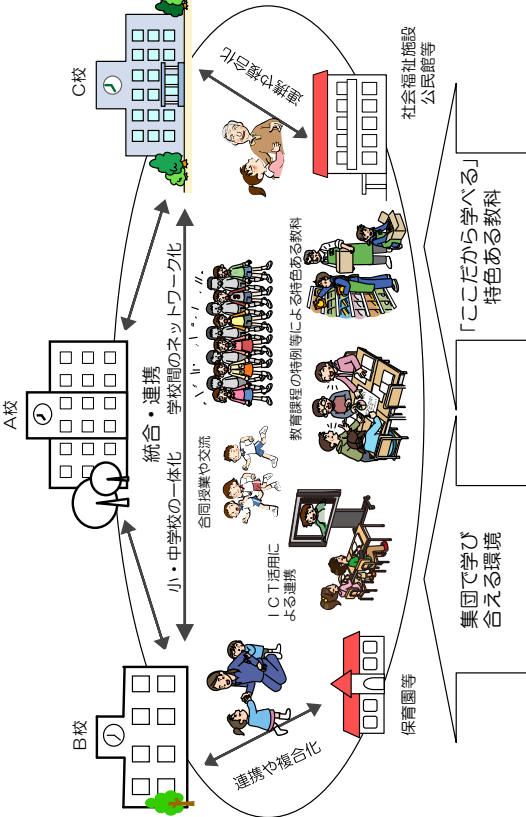 A校
B校
C校
統合・連携
小・中学校の一体化　学校間のネットワーク化
連携や複合化
連携や複合化
合同授業や交流
教育課程の特例等による特色ある教科
ICT活用に
よる連携
保育園等
社会福祉施設
公民館等
集団で学び
合える環境
「ここだから学べる」
特色ある教科